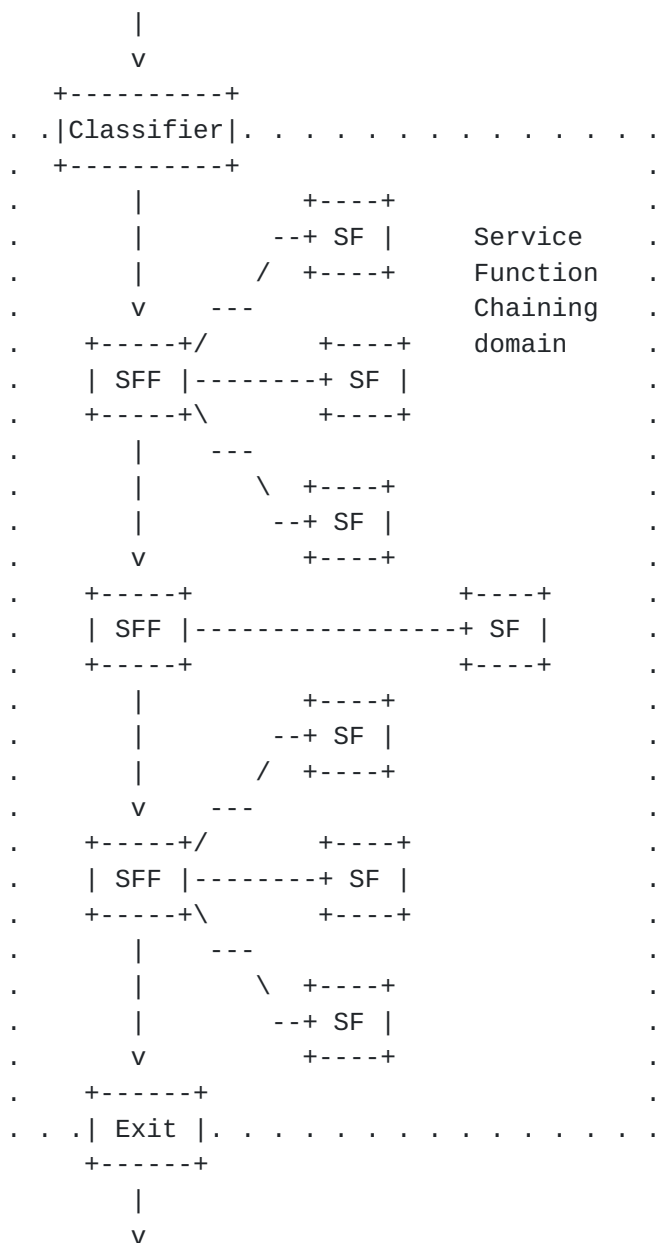 Classifier
SF Service
Function
Chaining
domain
SFF SF
SF
SFF SF
SF
SFF SF
SF
Exit